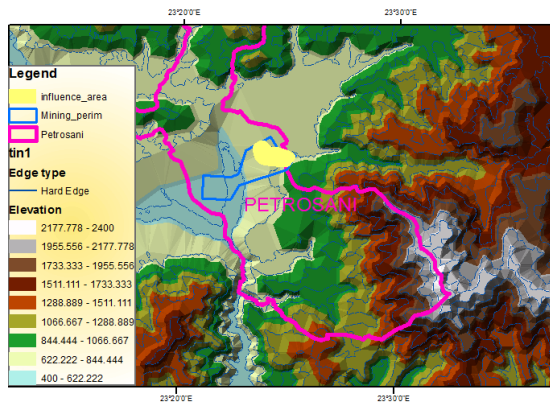 23°20'0"E 23°30'0"E
Legend
influence_area
Mining_perim
Petrosani
tin1
Edge type
Hard Edge
Elevation
2177.778 - 2400
1955.556 - 2177.778
1733.333 - 1955.556
1511.111 - 1733.333
1288.889 - 1511.111
1066.667 - 1288.889
844.444 - 1066.667
622.222 - 844.444
400 - 622.222
PETROSANI
23°20'0"E 23°30'0"E